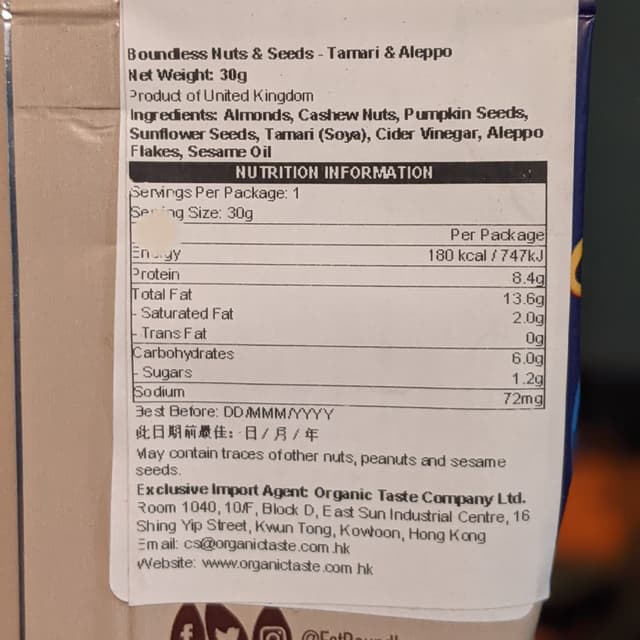 Boundless Nuts & Seeds - Tamari & Aleppo
Net Weight: 30g
Product of United Kingdom
Ingredients: Almonds, Cashew Nuts, Pumpkin Seeds,
Sunflower Seeds, Tamari (Soya), Cider Vinegar, Aleppo
Flakes, Sesame Oil
NUTRITION INFORMATION
Servings Per Package: 1
Serving Size: 30g
Per Package
Energy 180 kcal / 747kJ
Protein 8.4g
Total Fat 13.6g
- Saturated Fat 2.0g
- Trans Fat 0g
Carbohydrates 6.0g
- Sugars 1.2g
Sodium 72mg
Best Before: DD/MMM/YYYY
此日期前最佳: 日 / 月 / 年
May contain traces of other nuts, peanuts and sesame
seeds.
Exclusive Import Agent: Organic Taste Company Ltd.
Room 1040, 10/F, Block D, East Sun Industrial Centre, 16
Shing Yip Street, Kwun Tong, Kowloon, Hong Kong
Email: cs@organictaste.com.hk
Website: www.organictaste.com.hk